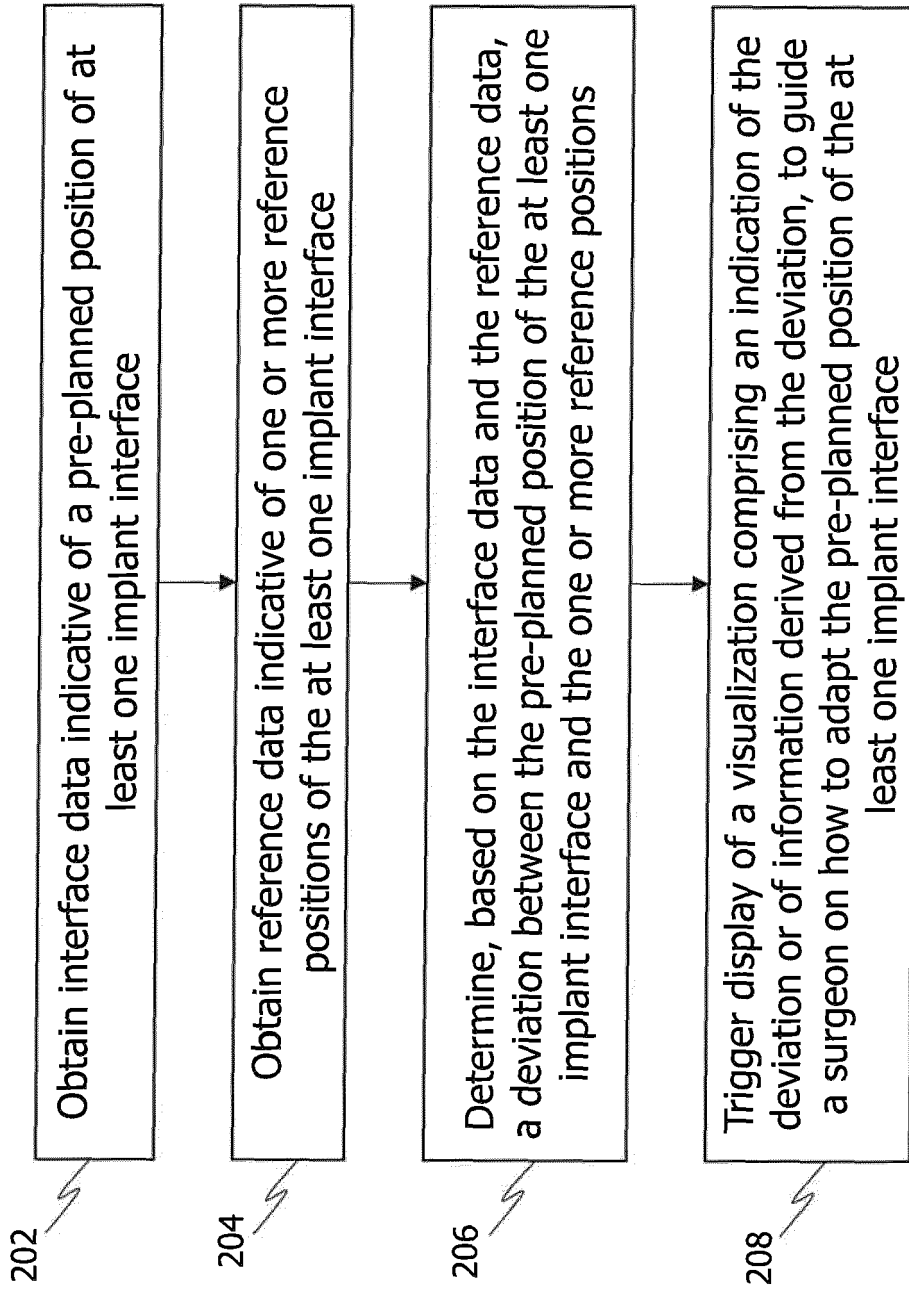 202
Obtain interface data indicative of a pre-planned position of at
least one implant interface
204
Obtain reference data indicative of one or more reference
positions of the at least one implant interface
206
Determine, based on the interface data and the reference data,
a deviation between the pre-planned position of the at least one
implant interface and the one or more reference positions
208
Trigger display of a visualization comprising an indication of the
deviation or of information derived from the deviation, to guide
a surgeon on how to adapt the pre-planned position of the at
least one implant interface